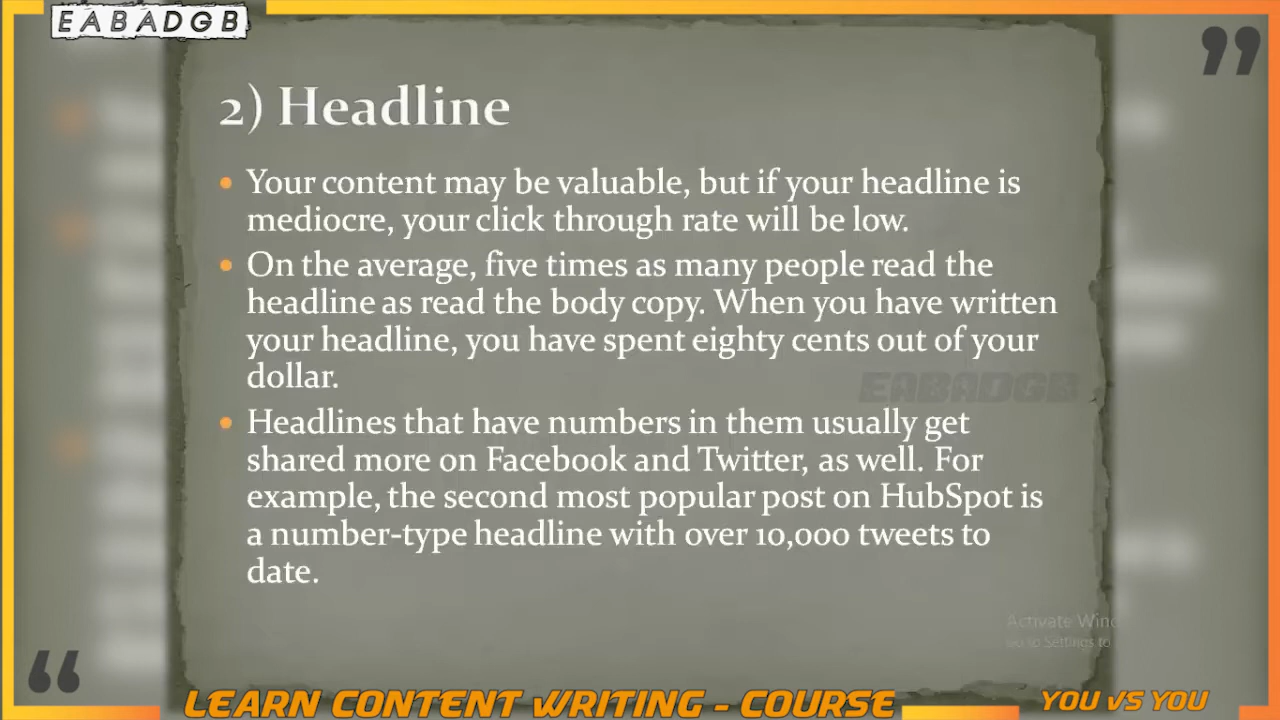 EABADGB
2) Headline
Your content may be valuable, but if your headline is
mediocre, your click through rate will be low.
On the average, five times as many people read the
headline as read the body copy. When you have written
your headline, you have spent eighty cents out of your
dollar.
EABADGB
Headlines that have numbers in them usually get
shared more on Facebook and Twitter, as well. For
example, the second most popular post on HubSpot is
a number-type headline with over 10,000 tweets to
date.
Activate Wind
Go to Settings to
LEARN CONTENT WRITING - COURSE
YOU VS YOU